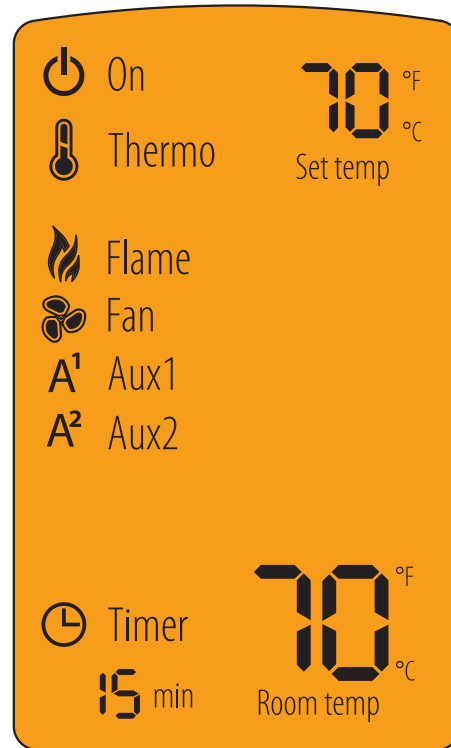 On
70 °F
°C
Thermo
Set temp
Flame
Fan
A¹ Aux1
A² Aux2
70 °F
°C
Timer
15 min
Room temp